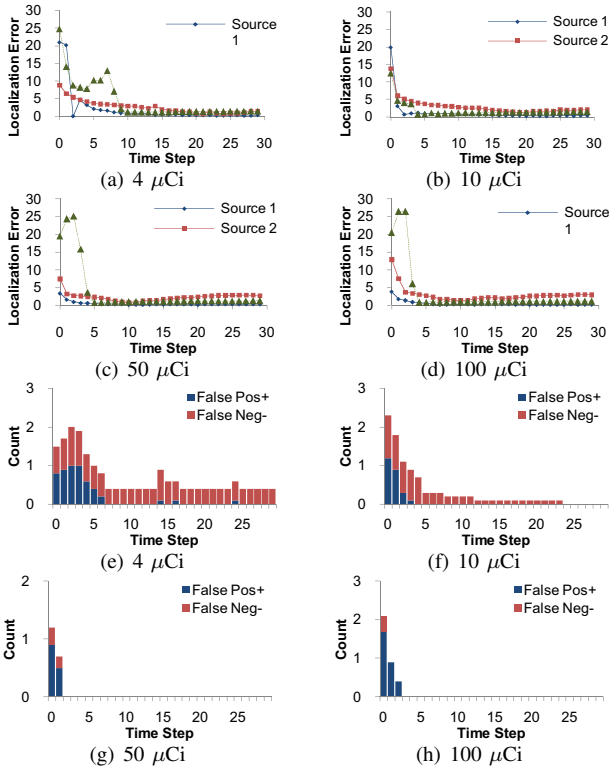 Localization Error
30
25
20
15
10
5
0
0 5 10 15 20 25 30
Time Step
Source 1
(a) 4 μCi
Localization Error
30
25
20
15
10
5
0
0 5 10 15 20 25 30
Time Step
Source 1
Source 2
(b) 10 μCi
Localization Error
30
25
20
15
10
5
0
0 5 10 15 20 25 30
Time Step
Source 1
Source 2
(c) 50 μCi
Localization Error
30
25
20
15
10
5
0
0 5 10 15 20 25 30
Time Step
Source 1
(d) 100 μCi
Count
3
2
1
0
0 5 10 15 20 25
Time Step
False Pos+
False Neg-
(e) 4 μCi
Count
3
2
1
0
0 5 10 15 20 25
Time Step
False Pos+
False Neg-
(f) 10 μCi
Count
2
1
0
0 5 10 15 20 25
Time Step
False Pos+
False Neg-
(g) 50 μCi
Count
3
2
1
0
0 5 10 15 20 25
Time Step
False Pos+
False Neg-
(h) 100 μCi